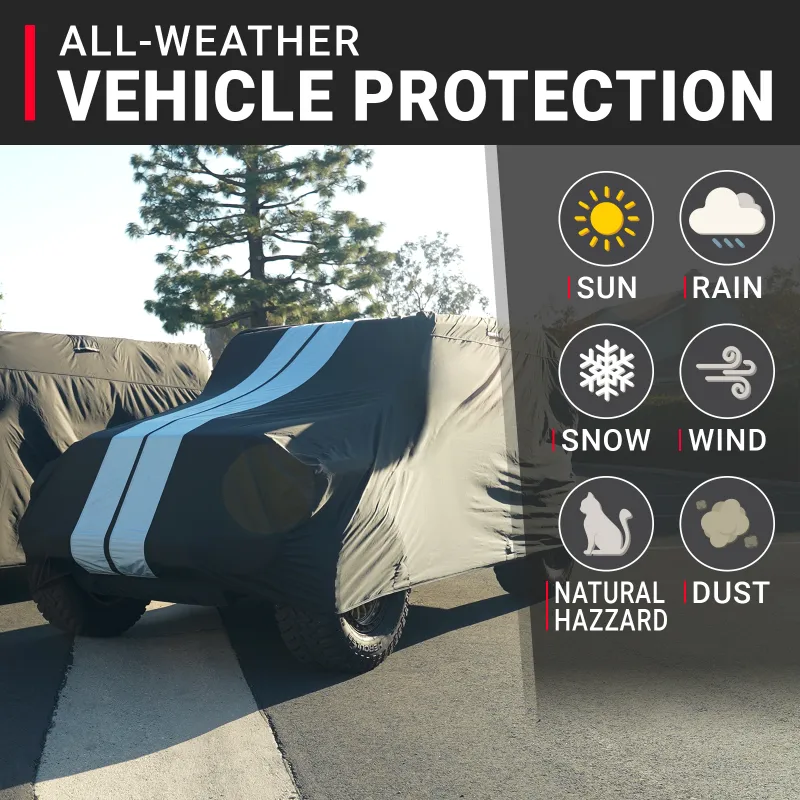 ALL-WEATHER
VEHICLE PROTECTION
SUN
RAIN
SNOW
WIND
NATURAL
HAZZARD
DUST